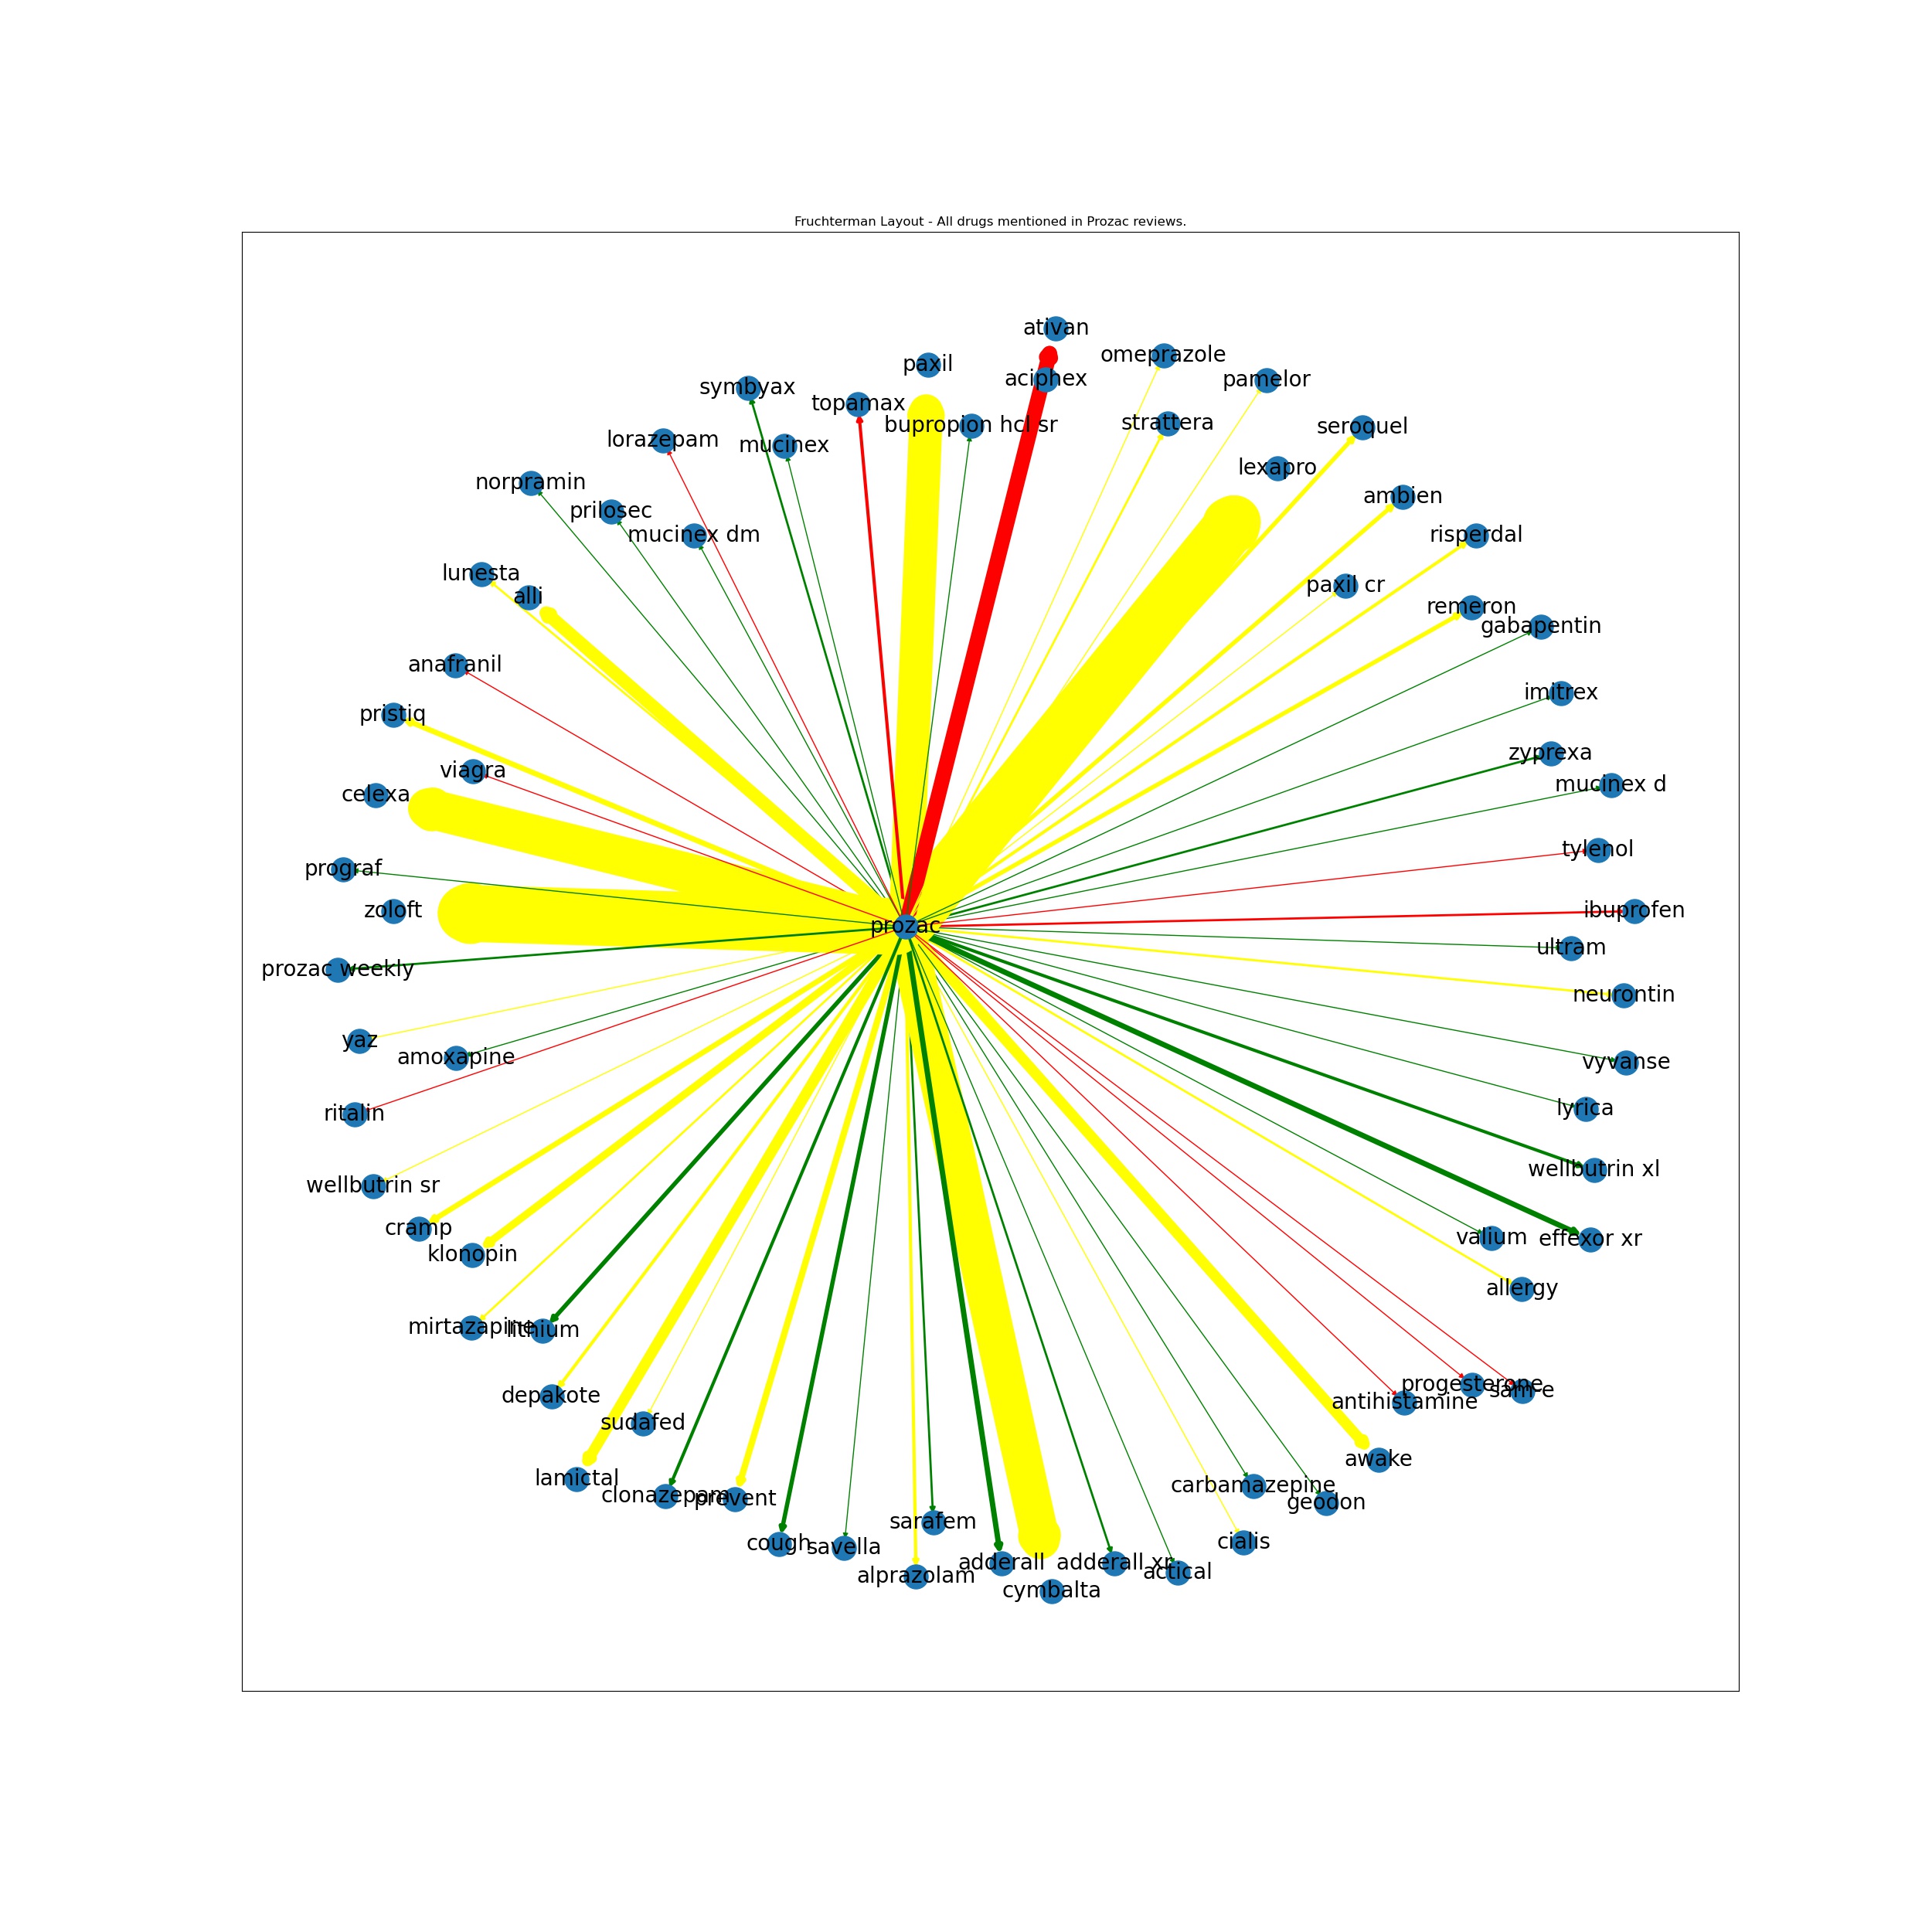 Fruchterman Layout - All drugs mentioned in Prozac reviews.
ativan
omeprazole
paxil
aciphex
pamelor
symbyax
topamax
bupropion hcl sr
strattera
seroquel
lorazepam
mucinex
lexapro
norpramin
ambien
prilosec
mucinex dm
risperdal
lunesta
alli
paxil cr
remeron
gabapentin
anafranil
imitrex
pristiq
zyprexa
viagra
mucinex d
celexa
tylenol
prograf
zoloft
ibuprofen
prozac
ultram
prozac weekly
neurontin
yaz
amoxapine
vyvanse
ritalin
lyrica
wellbutrin xl
wellbutrin sr
cramp
klonopin
valium
effexor xr
allergy
mirtazapine
lithium
depakote
progesterone
sam-e
antihistamine
sudafed
awake
lamictal
clonazepam
prevent
carbamazepine
geodon
sarafem
cough
savella
cialis
alprazolam
adderall
adderall xr
actical
cymbalta